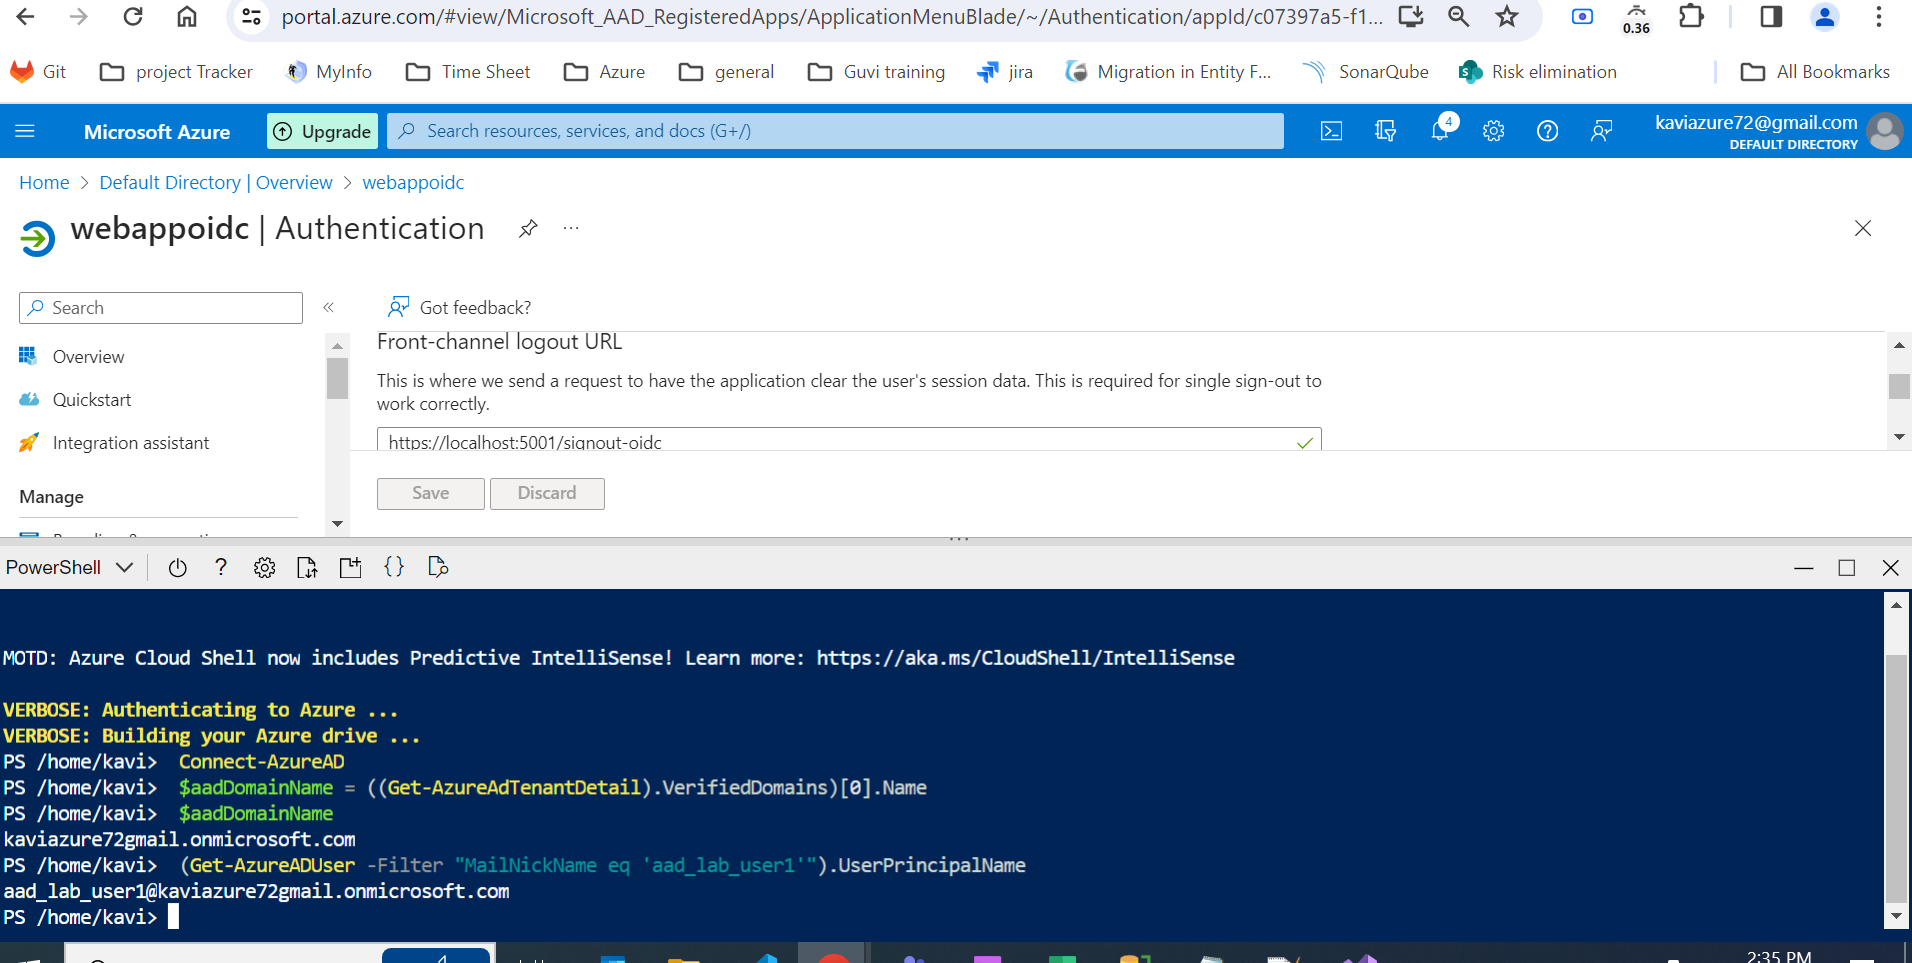 portal.azure.com/#view/Microsoft_AAD_RegisteredApps/ApplicationMenuBlade/~/Authentication/appId/c07397a5-f1...
0.36
Git
project Tracker
MyInfo
Time Sheet
Azure
general
Guvi training
jira
Migration in Entity F...
SonarQube
Risk elimination
All Bookmarks
Microsoft Azure
Upgrade
Search resources, services, and docs (G+/)
4
kaviazure72@gmail.com
DEFAULT DIRECTORY
Home > Default Directory | Overview > webappoidc
webappoidc | Authentication
Search
Got feedback?
Overview
Quickstart
Integration assistant
Manage
Front-channel logout URL
This is where we send a request to have the application clear the user's session data. This is required for single sign-out to
work correctly.
https://localhost:5001/signout-oidc
Save
Discard
PowerShell
MOTD: Azure Cloud Shell now includes Predictive IntelliSense! Learn more: https://aka.ms/CloudShell/IntelliSense
VERBOSE: Authenticating to Azure ...
VERBOSE: Building your Azure drive ...
PS /home/kavi> Connect-AzureAD
PS /home/kavi> $aadDomainName = ((Get-AzureAdTenantDetail).VerifiedDomains)[0].Name
PS /home/kavi> $aadDomainName
kaviazure72gmail.onmicrosoft.com
PS /home/kavi> (Get-AzureADUser -Filter "MailNickName eq 'aad_lab_user1'").UserPrincipalName
aad_lab_user1@kaviazure72gmail.onmicrosoft.com
PS /home/kavi>
2:35 PM